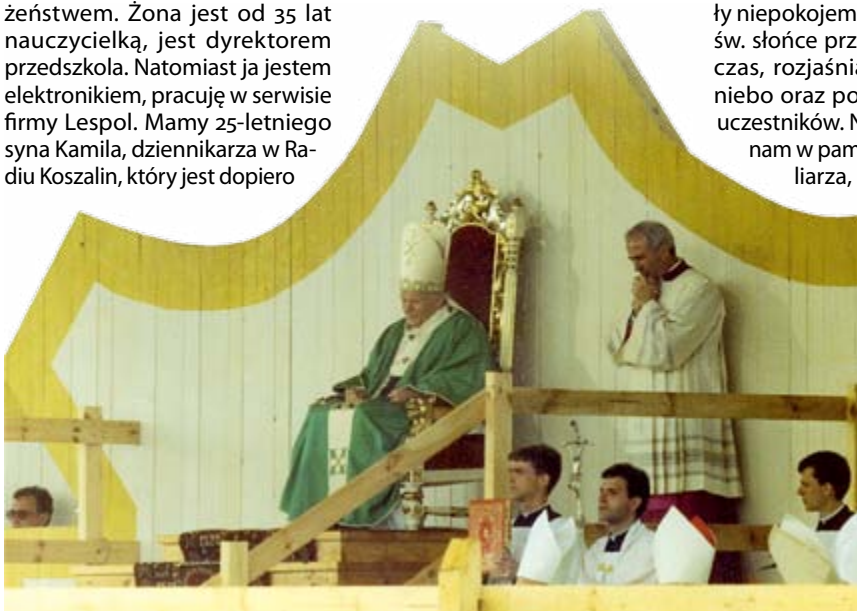 żeństwem. Żona jest od 35 lat
nauczycielką, jest dyrektorem
przedszkola. Natomiast ja jestem
elektronikiem, pracuję w serwisie
firmy Lespol. Mamy 25-letniego
syna Kamila, dziennikarza w Ra-
diu Koszalin, który jest dopiero
ły niepokojem
św. słońce prz
czas, rozjaśnia
niebo oraz po
uczestników. N
nam w pam
liarza,